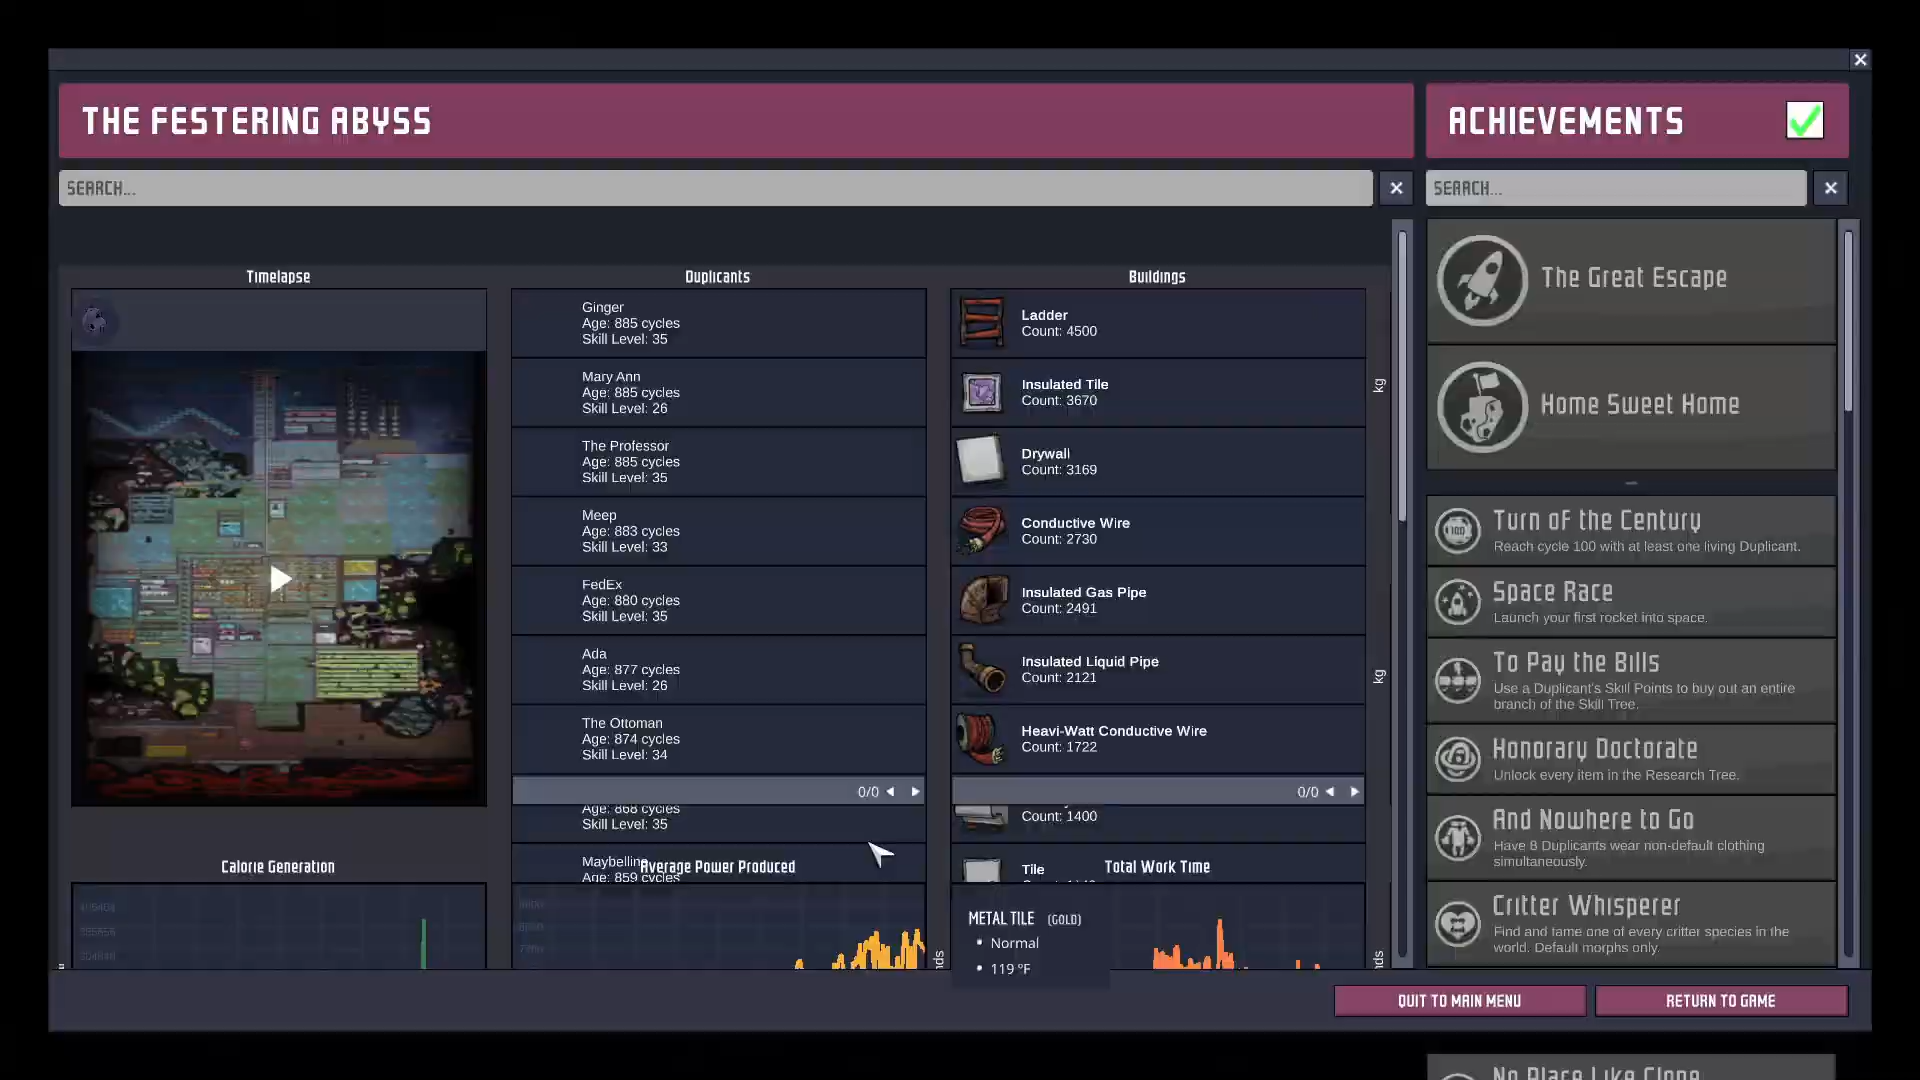 THE FESTERING ABYSS
ACHIEVEMENTS
SEARCH...
SEARCH...
Timelapse
Duplicants
Buildings
Ginger
Age: 885 cycles
Skill Level: 35
Mary Ann
Age: 885 cycles
Skill Level: 26
The Professor
Age: 885 cycles
Skill Level: 35
Meep
Age: 883 cycles
Skill Level: 33
FedEx
Age: 880 cycles
Skill Level: 35
Ada
Age: 877 cycles
Skill Level: 26
The Ottoman
Age: 874 cycles
Skill Level: 34
0/0
Age: 868 cycles
Skill Level: 35
Maybelline
Age: 859 cycles
Ladder
Count: 4500
Insulated Tile
Count: 3670
Drywall
Count: 3169
Conductive Wire
Count: 2730
Insulated Gas Pipe
Count: 2491
Insulated Liquid Pipe
Count: 2121
Heavi-Watt Conductive Wire
Count: 1722
0/0
Count: 1400
Tile
kg
kg
Calorie Generation
Average Power Produced
Total Work Time
METAL TILE (GOLD)
• Normal
• 119 ºF
The Great Escape
Home Sweet Home
Turn of the Century
Reach cycle 100 with at least one living Duplicant.
Space Race
Launch your first rocket into space.
To Pay the Bills
Use a Duplicant's Skill Points to buy out an entire
branch of the Skill Tree.
Honorary Doctorate
Unlock every item in the Research Tree.
And Nowhere to Go
Have 8 Duplicants wear non-default clothing
simultaneously.
Critter Whisperer
Find and tame one of every critter species in the
world. Default morphs only.
QUIT TO MAIN MENU
RETURN TO GAME
No Place Like Clone